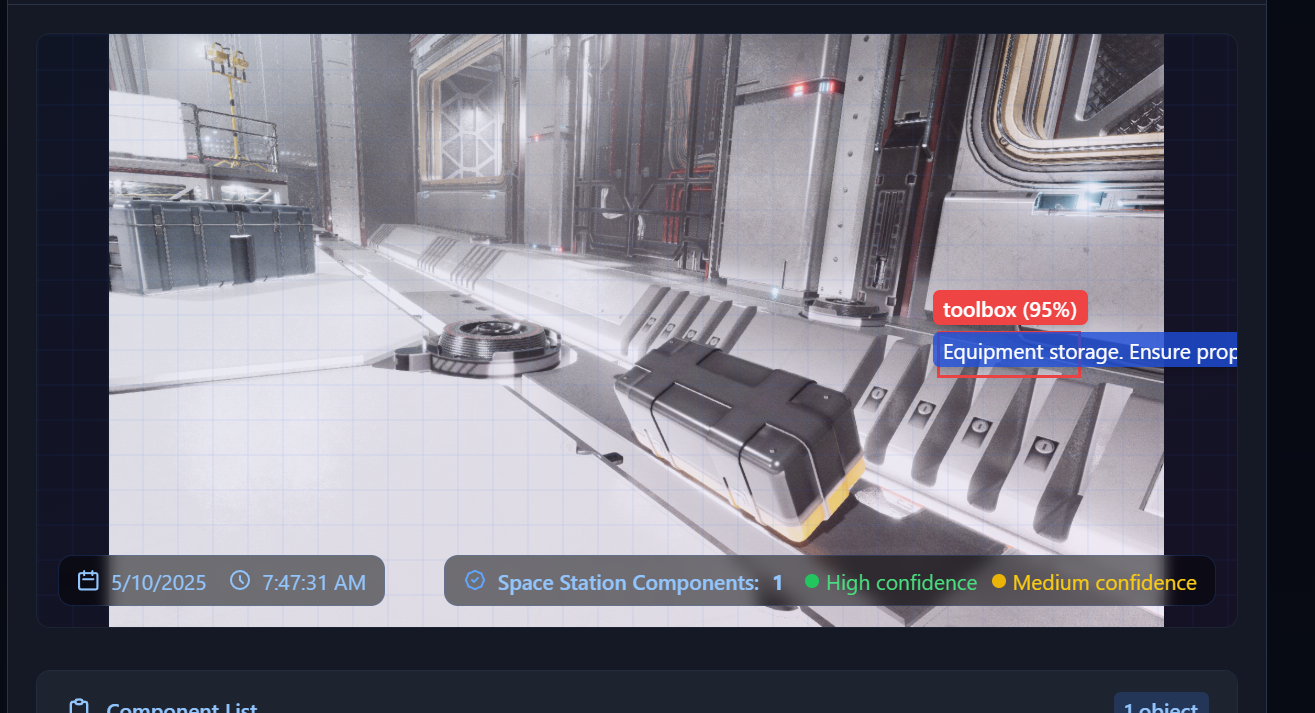 toolbox (95%)
Equipment storage. Ensure prop
5/10/2025 7:47:31 AM
Space Station Components: 1 High confidence Medium confidence
Component List
1 object